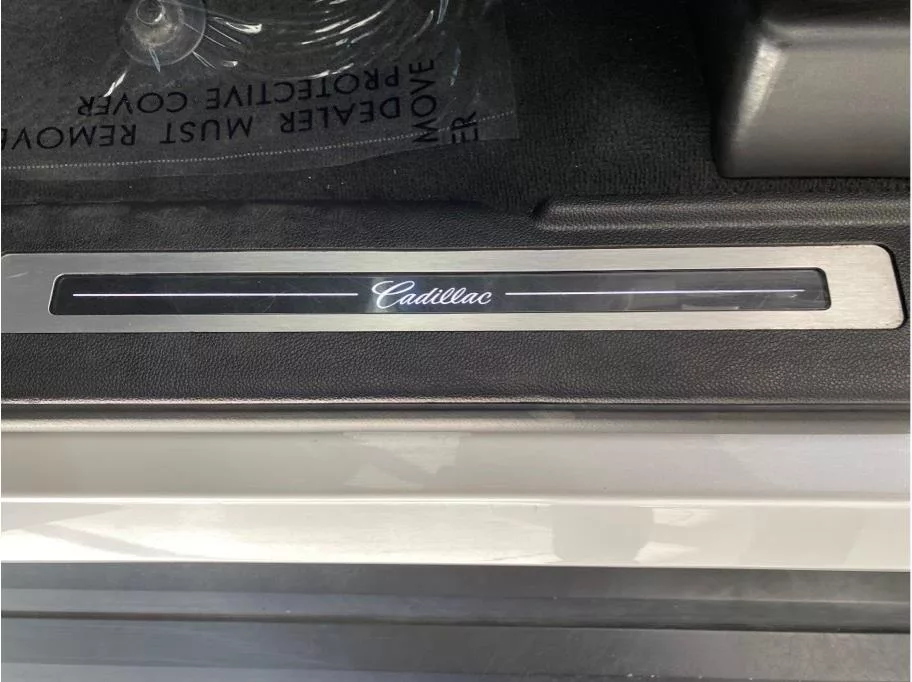 DEALER MUST REMOVE
PROTECTIVE COVER
MOVE
ER
Cadillac